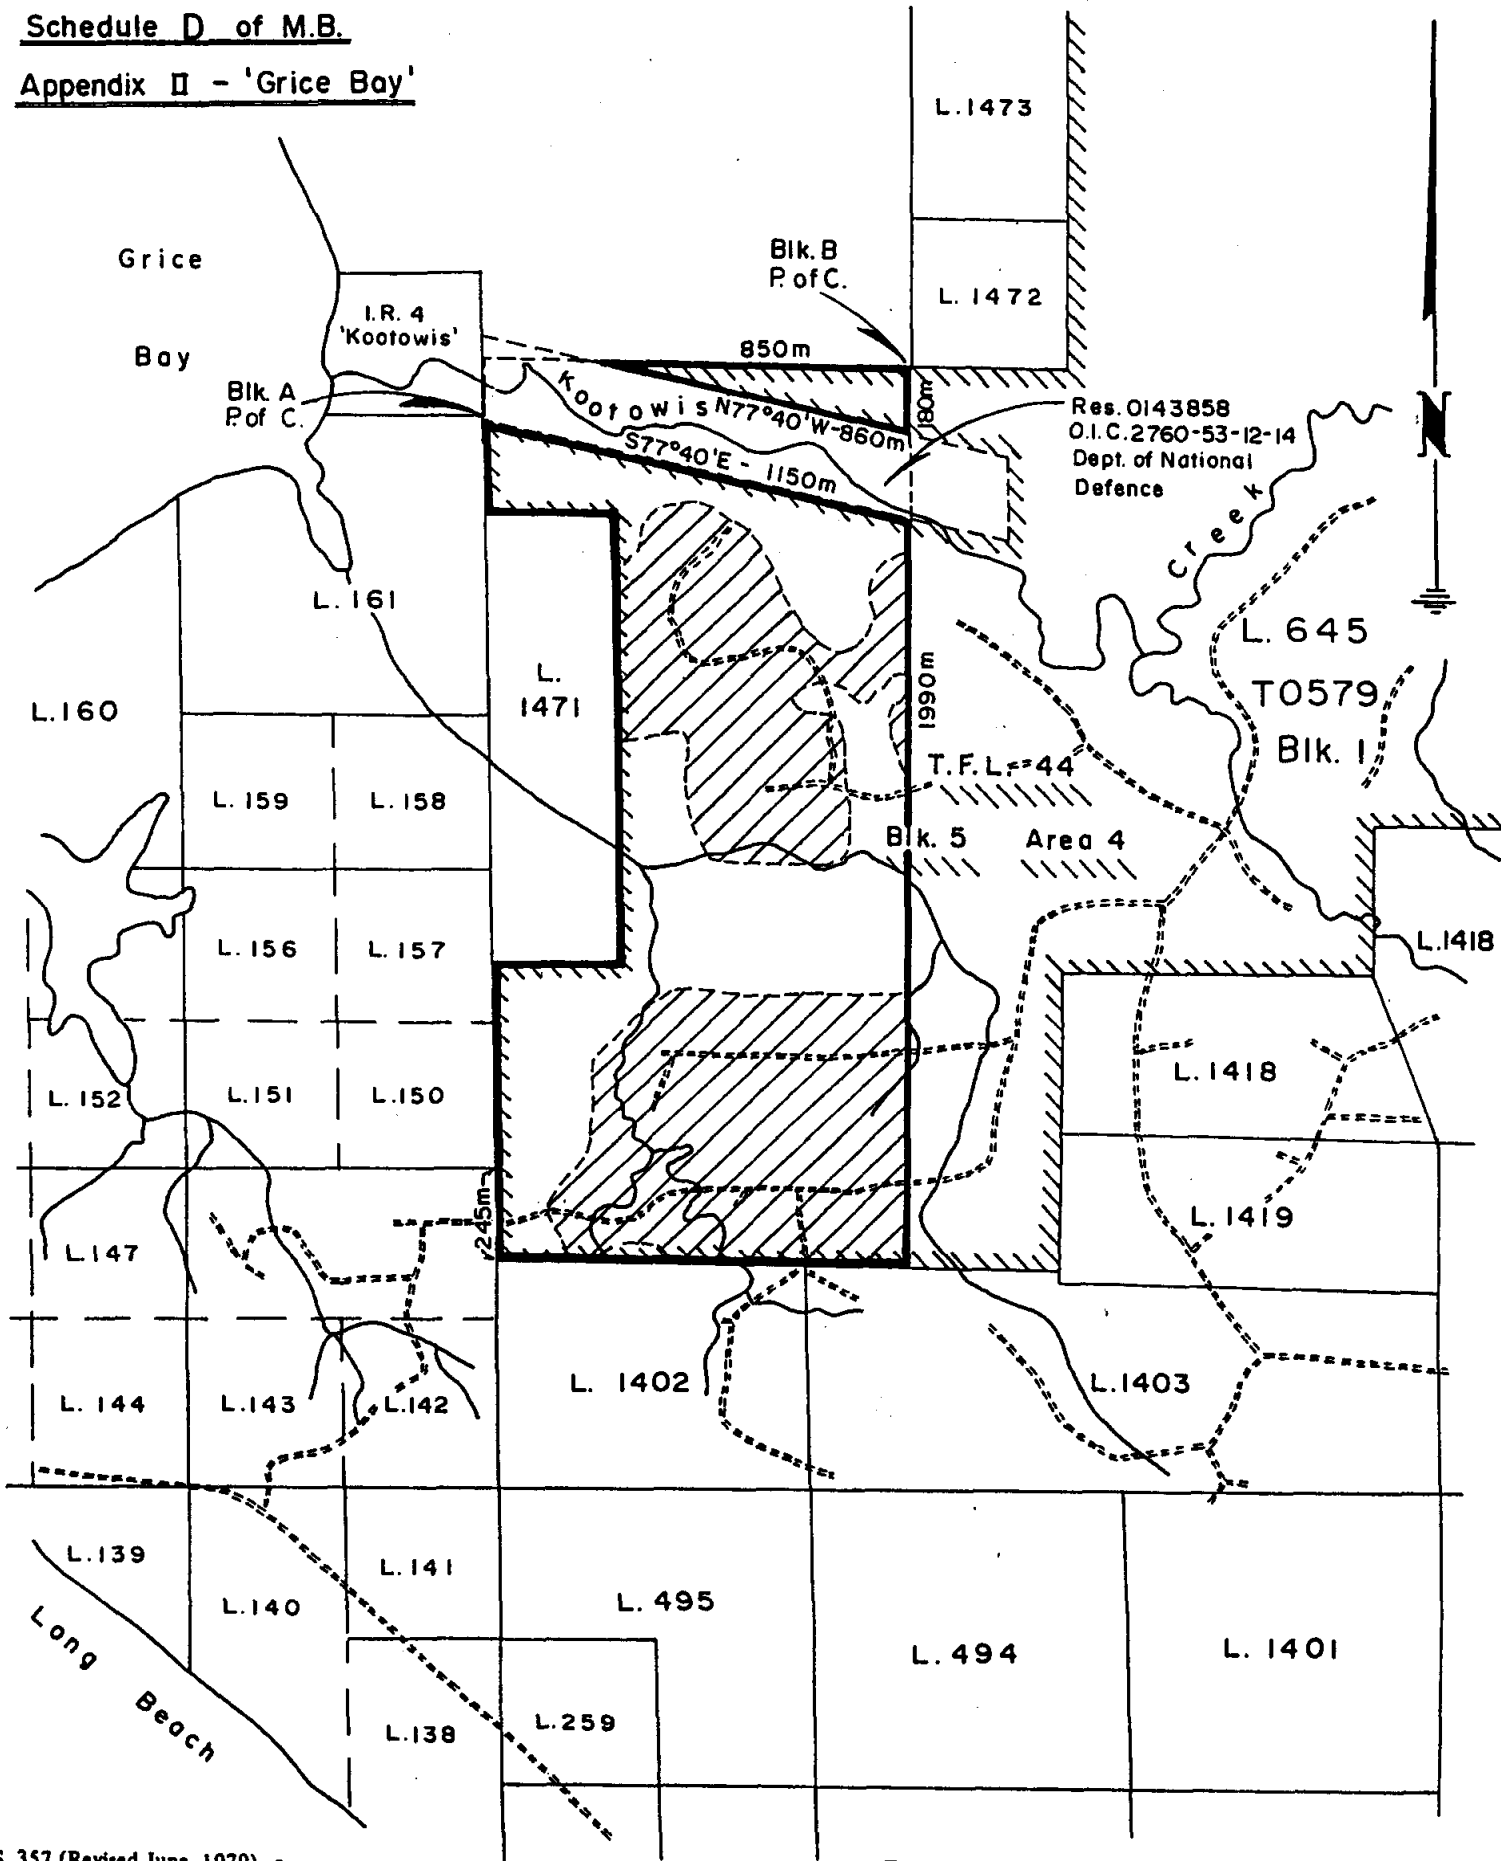 Schedule D of M.B.
Appendix II - 'Grice Bay'
L.1473
Grice
Bay
I.R. 4
'Kootowis'
Blk. B
P. of C.
L. 1472
850m
Blk. A
P. of C.
Kootowis
N77°40'W-860m
180m
S77°40'E - 1150m
Res. 0143858
O.I.C. 2760-53-12-14
Dept. of National
Defence
N
Creek
L. 161
L. 645
T0579
Blk. 1
L.160
L.
1471
1990m
T.F.L. 44
L. 159
L. 158
Blk. 5
Area 4
L. 156
L. 157
L.1418
L. 152
L. 151
L. 150
L. 1418
245m
L. 147
L. 1419
L. 144
L. 143
L. 142
L. 1402
L. 1403
L. 139
L. 141
L. 140
L. 495
Long Beach
L. 494
L. 1401
L. 138
L. 259
357 (Revised June, 1979)